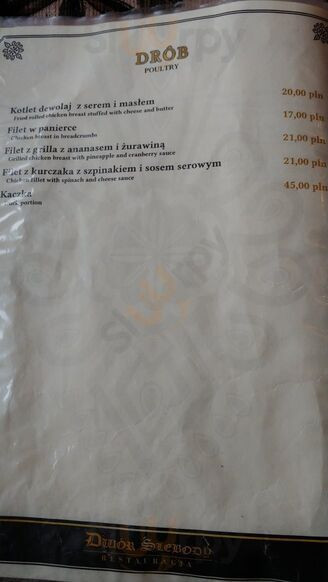 DRÓB
POULTRY
Kotlet dewolaj z serem i masłem 20,00 pln
Fried rolled chicken breast stuffed with cheese and butter
Filet w panierce 17,00 pln
Chicken breast in breadcrumbs
Filet z grilla z ananasem i żurawiną 21,00 pln
Grilled chicken breast with pineapple and cranberry sauce
Filet z kurczaka z szpinakiem i sosem serowym 21,00 pln
Chicken fillet with spinach and cheese sauce
Kaczka 45,00 pln
portion
Dwór Ślebody
RESTAURACJA